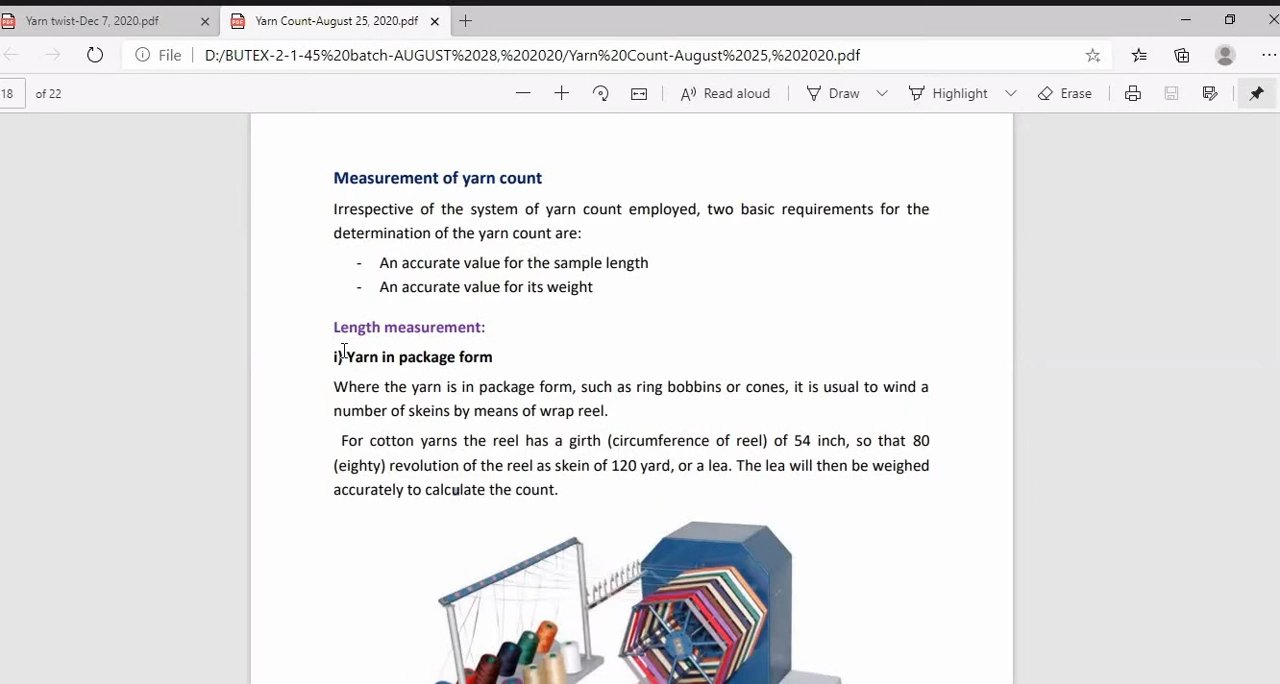 Yarn twist-Dec 7, 2020.pdf
Yarn Count-August 25, 2020.pdf
File
D:/BUTEX-2-1-45%20batch-AUGUST%2028,%202020/Yarn%20Count-August%2025,%202020.pdf
18 of 22
Read aloud
Draw
Highlight
Erase
Measurement of yarn count
Irrespective of the system of yarn count employed, two basic requirements for the
determination of the yarn count are:
- An accurate value for the sample length
- An accurate value for its weight
Length measurement:
i) Yarn in package form
Where the yarn is in package form, such as ring bobbins or cones, it is usual to wind a
number of skeins by means of wrap reel.
For cotton yarns the reel has a girth (circumference of reel) of 54 inch, so that 80
(eighty) revolution of the reel as skein of 120 yard, or a lea. The lea will then be weighed
accurately to calculate the count.